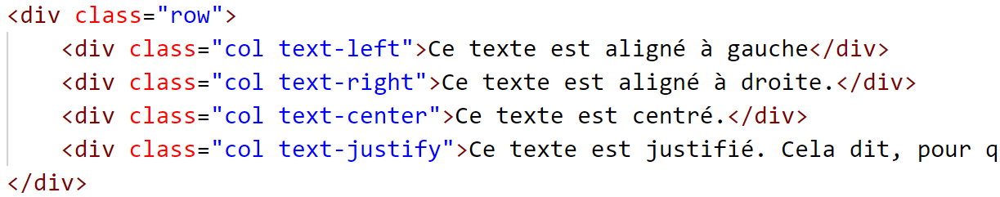 <div class="row">
<div class="col text-left">Ce texte est aligné à gauche</div>
<div class="col text-right">Ce texte est aligné à droite.</div>
<div class="col text-center">Ce texte est centré.</div>
<div class="col text-justify">Ce texte est justifié. Cela dit, pour q
</div>